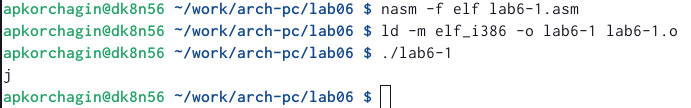 apkorchagin@dk8n56 ~/work/arch-pc/lab06 $ nasm -f elf lab6-1.asm
apkorchagin@dk8n56 ~/work/arch-pc/lab06 $ ld -m elf_i386 -o lab6-1 lab6-1.o
apkorchagin@dk8n56 ~/work/arch-pc/lab06 $ ./lab6-1
j
apkorchagin@dk8n56 ~/work/arch-pc/lab06 $